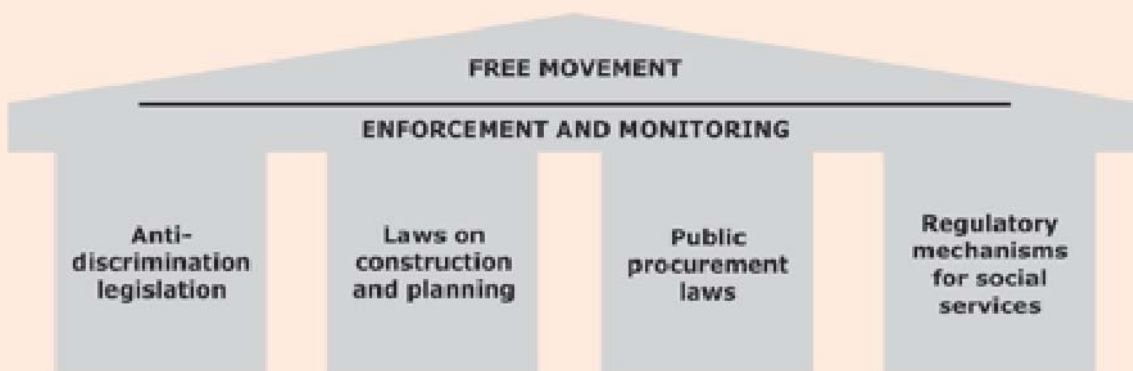 FREE MOVEMENT
ENFORCEMENT AND MONITORING
Anti-
discrimination
legislation
Laws on
construction
and planning
Public
procurement
laws
Regulatory
mechanisms
for social
services